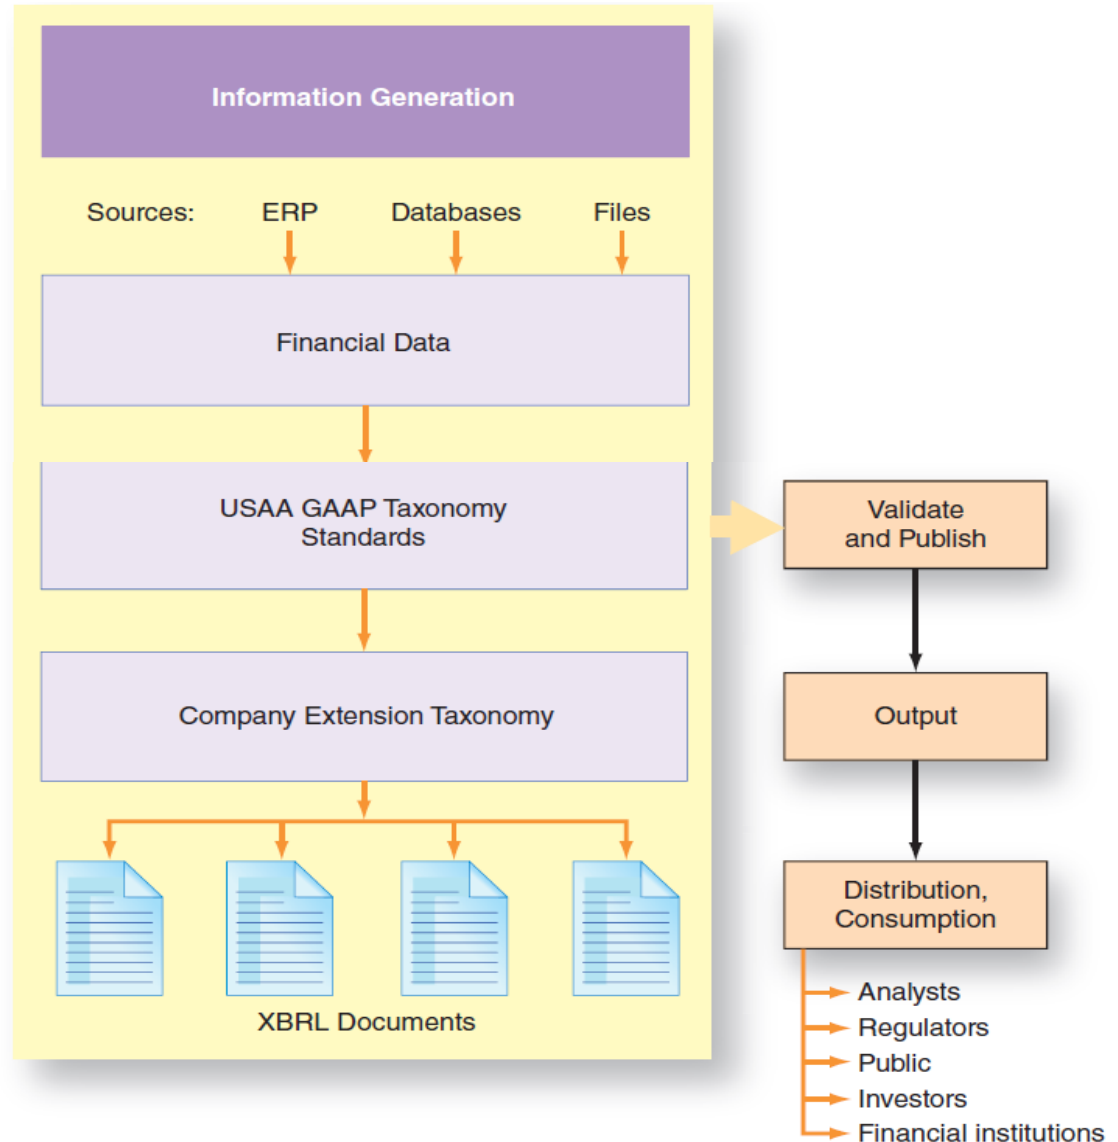 Information Generation
Sources: ERP Databases Files
Financial Data
USAA GAAP Taxonomy
Standards
Company Extension Taxonomy
XBRL Documents
Validate
and Publish
Output
Distribution,
Consumption
Analysts
Regulators
Public
Investors
Financial institutions